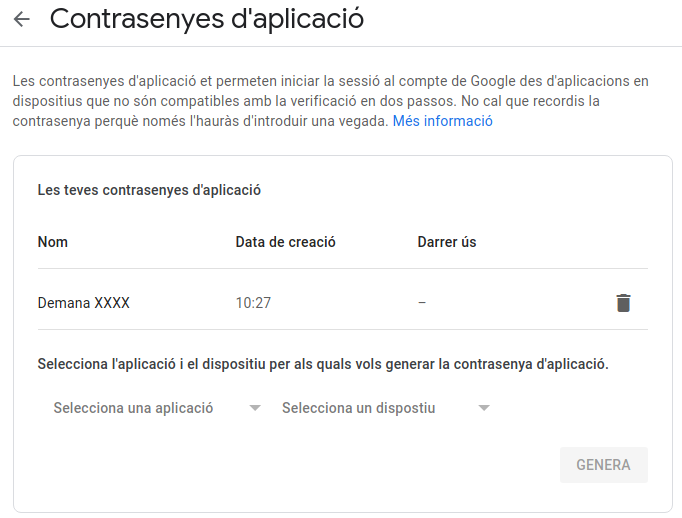 Contrasenyes d'aplicació
Les contrasenyes d'aplicació et permeten iniciar la sessió al compte de Google des d'aplicacions en
dispositius que no són compatibles amb la verificació en dos passos. No cal que recordis la
contrasenya perquè només l'hauràs d'introduir una vegada. Més informació
Les teves contrasenyes d'aplicació
Nom Data de creació Darrer ús
Demana XXXX 10:27 –
Selecciona l'aplicació i el dispositiu per als quals vols generar la contrasenya d'aplicació.
Selecciona una aplicació Selecciona un dispostiu
GENERA